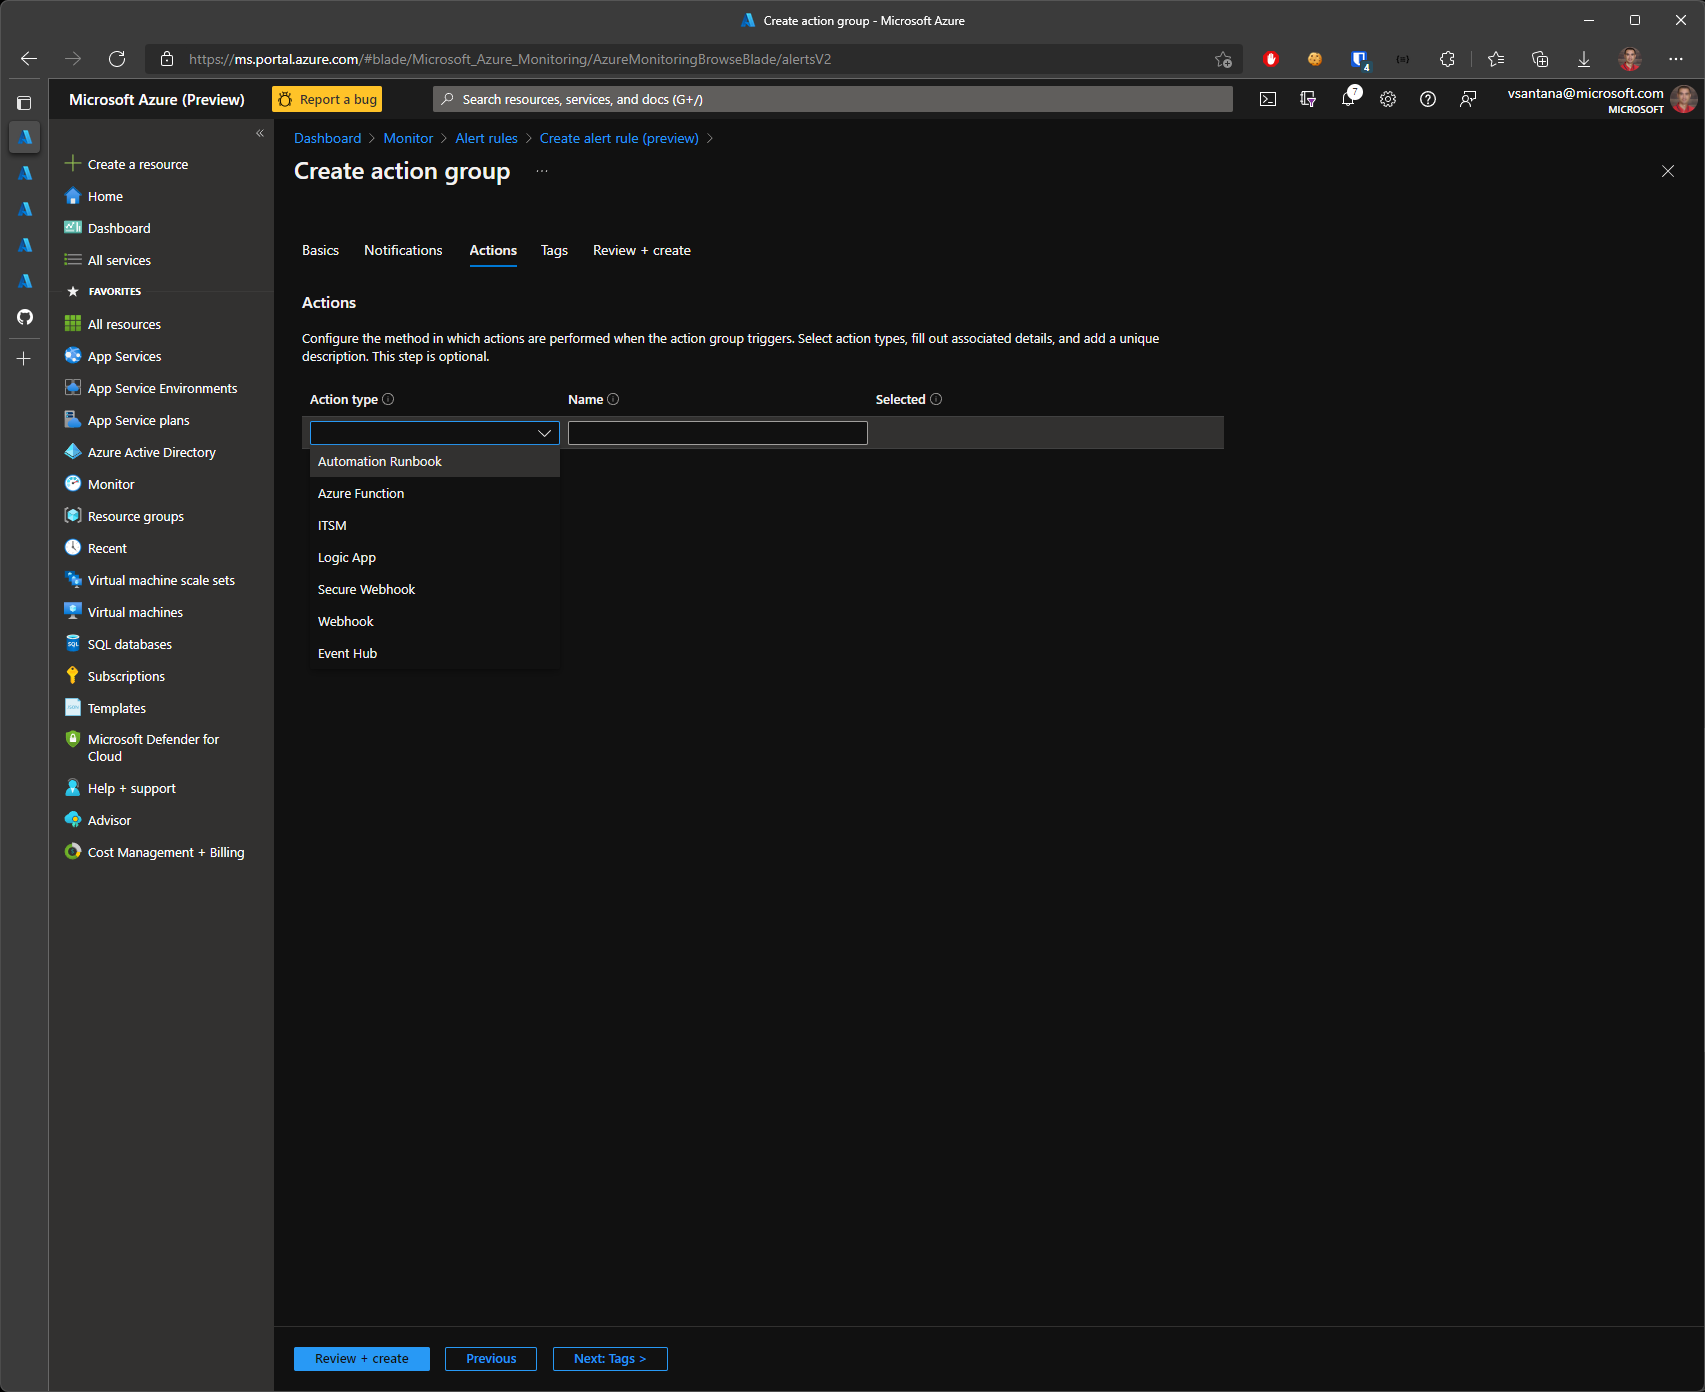 Create action group - Microsoft Azure
https://ms.portal.azure.com/#blade/Microsoft_Azure_Monitoring/AzureMonitoringBrowseBlade/alertsV2
4
Microsoft Azure (Preview)
Report a bug
Search resources, services, and docs (G+/)
7
vsantana@microsoft.com
MICROSOFT
Create a resource
Home
Dashboard
All services
FAVORITES
All resources
App Services
App Service Environments
App Service plans
Azure Active Directory
Monitor
Resource groups
Recent
Virtual machine scale sets
Virtual machines
SQL databases
Subscriptions
Templates
Microsoft Defender for
Cloud
Help + support
Advisor
Cost Management + Billing
Dashboard > Monitor > Alert rules > Create alert rule (preview) >
Create action group ...
Basics Notifications Actions Tags Review + create
Actions
Configure the method in which actions are performed when the action group triggers. Select action types, fill out associated details, and add a unique
description. This step is optional.
Action type Name Selected
Automation Runbook
Azure Function
ITSM
Logic App
Secure Webhook
Webhook
Event Hub
Review + create Previous Next: Tags >